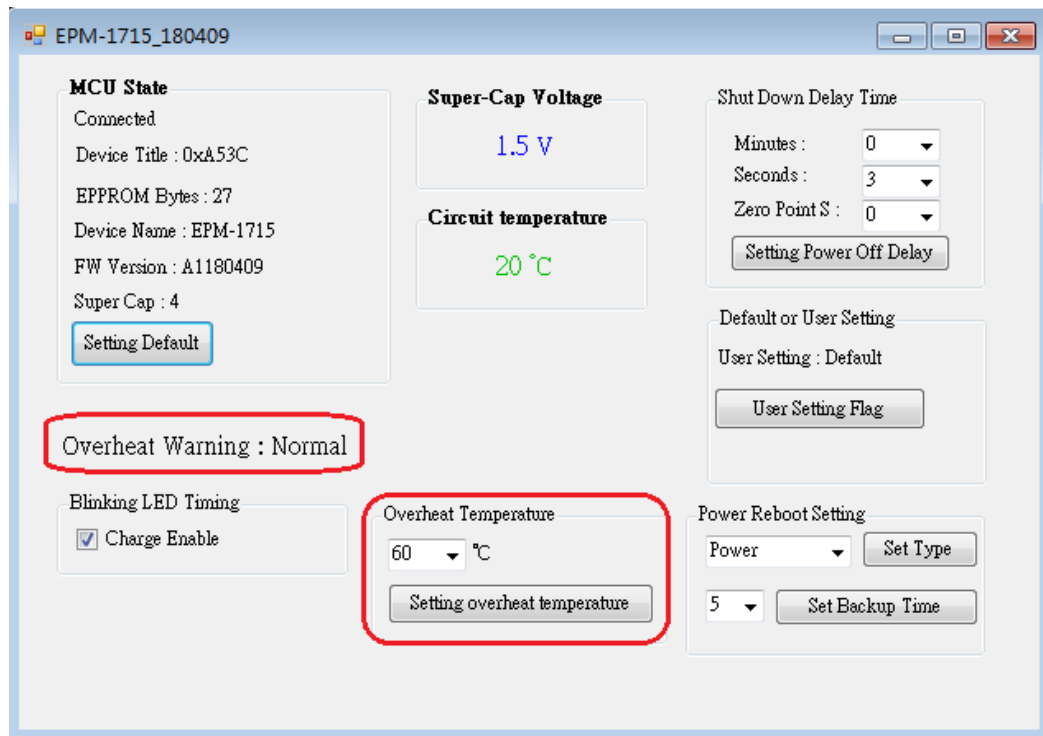 EPM-1715_180409
MCU State
Connected
Device Title : 0xA53C
EPPROM Bytes : 27
Device Name : EPM-1715
FW Version : A1180409
Super Cap : 4
Setting Default
Super-Cap Voltage
1.5 V
Circuit temperature
20 °C
Shut Down Delay Time
Minutes : 0
Seconds : 3
Zero Point S : 0
Setting Power Off Delay
Default or User Setting
User Setting : Default
User Setting Flag
Overheat Warning : Normal
Blinking LED Timing
Charge Enable
Overheat Temperature
60 °C
Setting overheat temperature
Power Reboot Setting
Power Set Type
5 Set Backup Time